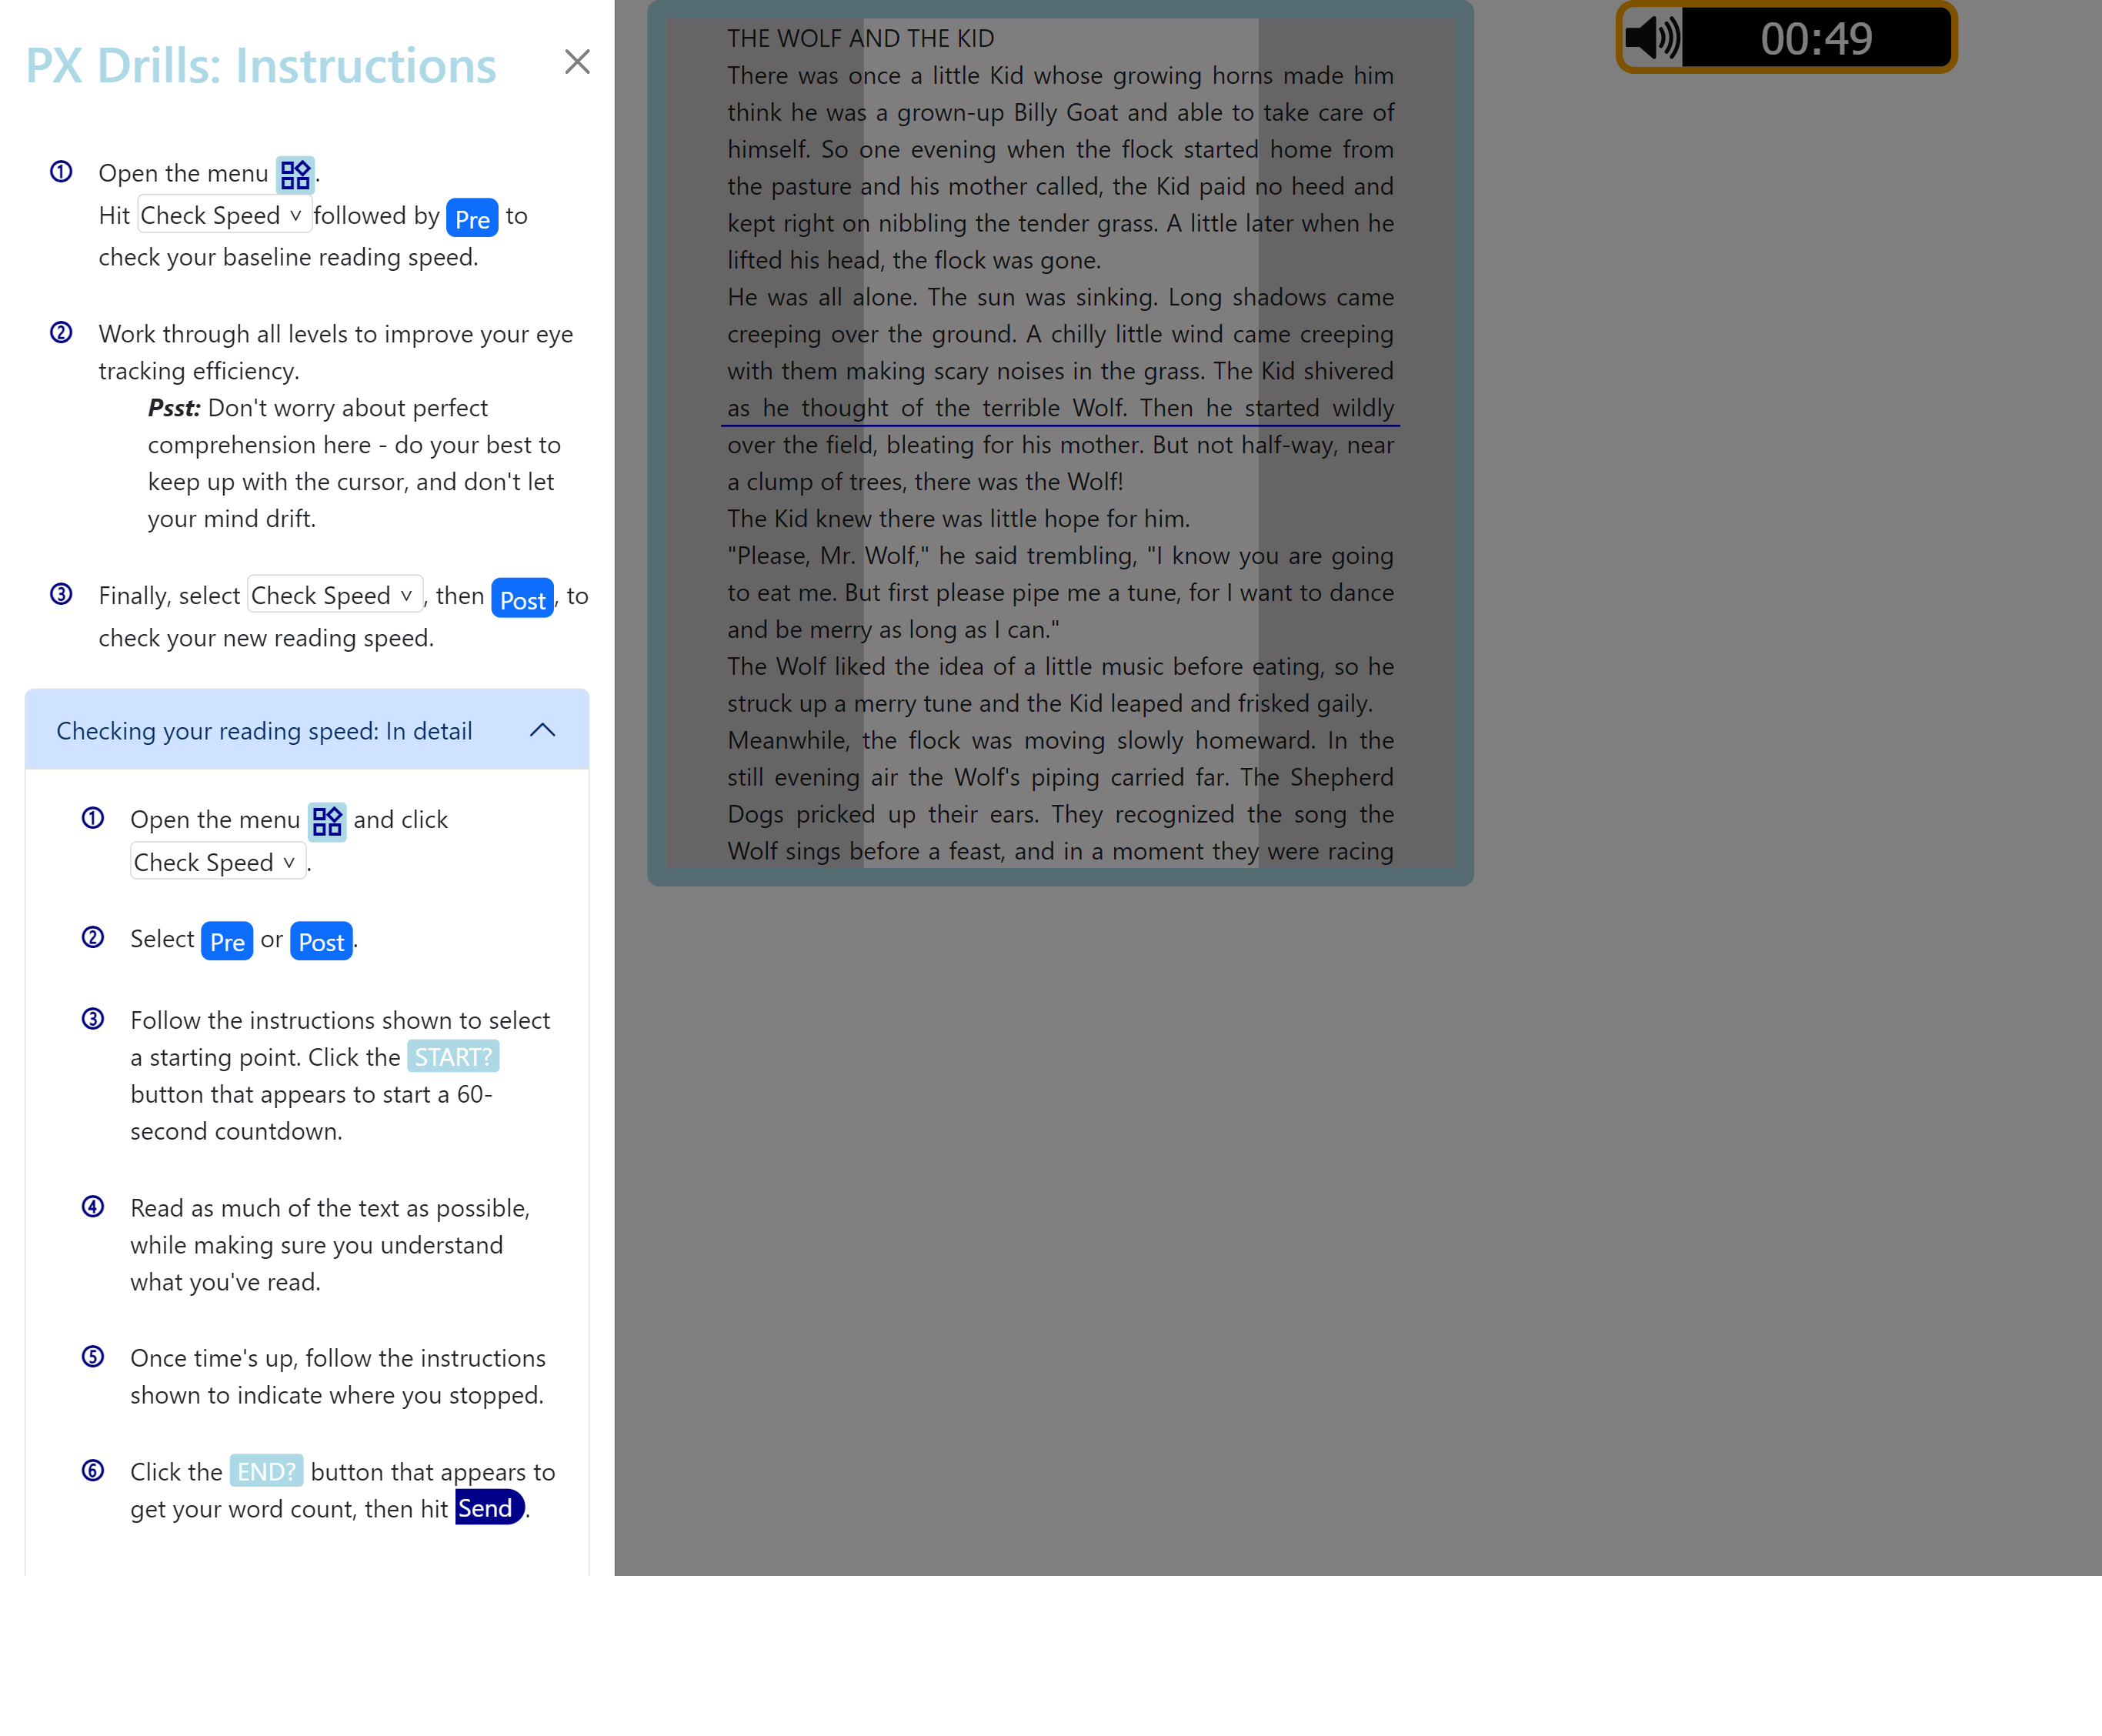 PX Drills: Instructions
① Open the menu .
Hit Check Speed ˅ followed by Pre to
check your baseline reading speed.
② Work through all levels to improve your eye
tracking efficiency.
Psst: Don't worry about perfect
comprehension here - do your best to
keep up with the cursor, and don't let
your mind drift.
③ Finally, select Check Speed ˅ , then Post , to
check your new reading speed.
Checking your reading speed: In detail
① Open the menu and click
Check Speed ˅ .
② Select Pre or Post .
③ Follow the instructions shown to select
a starting point. Click the START?
button that appears to start a 60-
second countdown.
④ Read as much of the text as possible,
while making sure you understand
what you've read.
⑤ Once time's up, follow the instructions
shown to indicate where you stopped.
⑥ Click the END? button that appears to
get your word count, then hit Send .
THE WOLF AND THE KID
There was once a little Kid whose growing horns made him
think he was a grown-up Billy Goat and able to take care of
himself. So one evening when the flock started home from
the pasture and his mother called, the Kid paid no heed and
kept right on nibbling the tender grass. A little later when he
lifted his head, the flock was gone.
He was all alone. The sun was sinking. Long shadows came
creeping over the ground. A chilly little wind came creeping
with them making scary noises in the grass. The Kid shivered
as he thought of the terrible Wolf. Then he started wildly
over the field, bleating for his mother. But not half-way, near
a clump of trees, there was the Wolf!
The Kid knew there was little hope for him.
"Please, Mr. Wolf," he said trembling, "I know you are going
to eat me. But first please pipe me a tune, for I want to dance
and be merry as long as I can."
The Wolf liked the idea of a little music before eating, so he
struck up a merry tune and the Kid leaped and frisked gaily.
Meanwhile, the flock was moving slowly homeward. In the
still evening air the Wolf's piping carried far. The Shepherd
Dogs pricked up their ears. They recognized the song the
Wolf sings before a feast, and in a moment they were racing
00:49